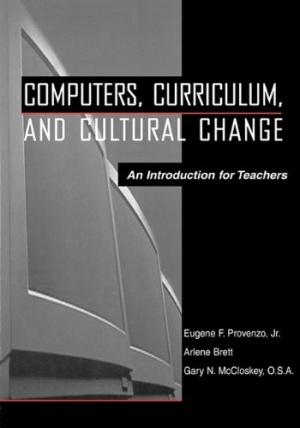 COMPUTERS, CURRICULUM,
AND CULTURAL CHANGE
An Introduction for Teachers
Eugene F. Provenzo, Jr.
Arlene Brett
Gary N. McCloskey, O.S.A.